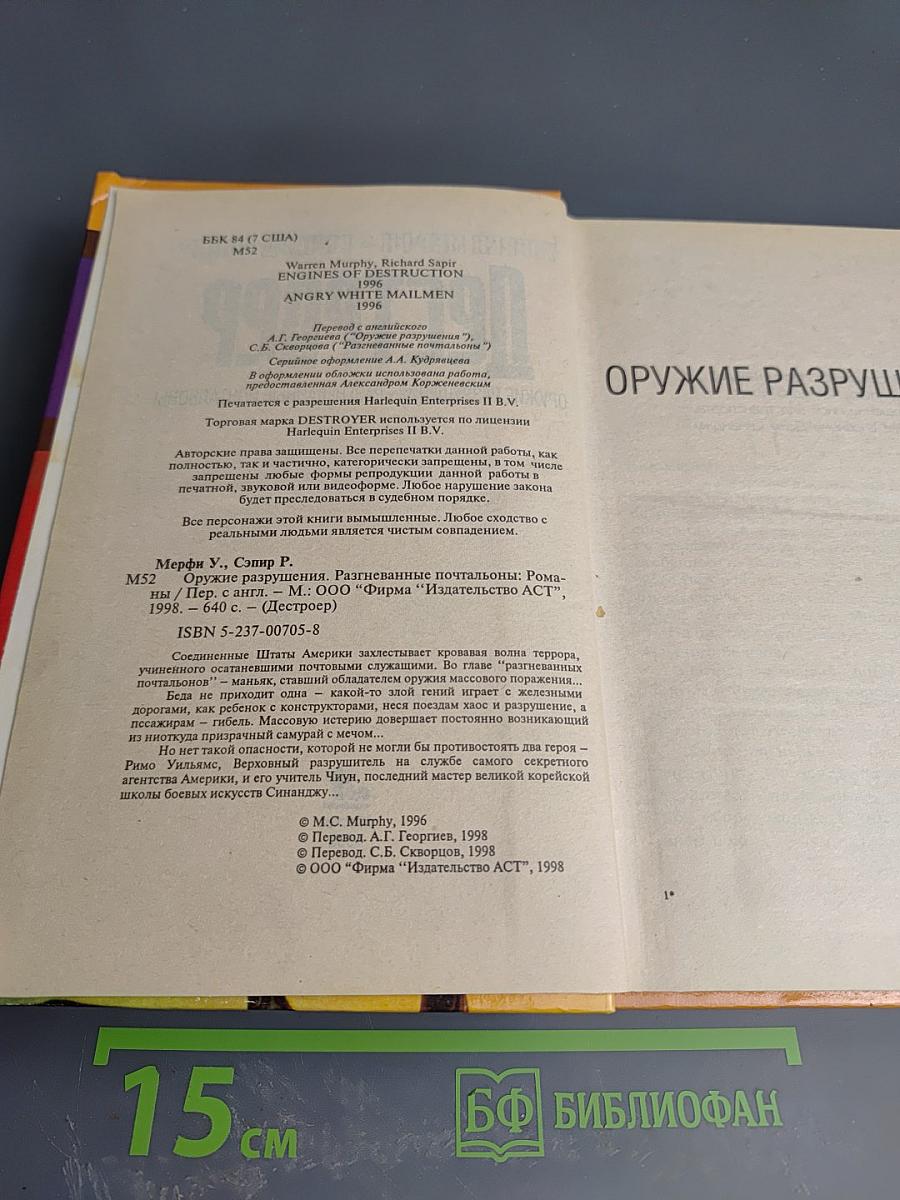 ББК 84 (7 США)
М52
Warren Murphy, Richard Sapir
ENGINES OF DESTRUCTION
1996
ANGRY WHITE MAILMEN
1996
Перевод с английского
А.Г. Георгиева ("Оружие разрушения"),
С.Б. Скворцова ("Разгневанные почтальоны")
Серийное оформление А.А. Кудрявцева
В оформлении обложки использована работа,
предоставленная Александром Корженевским
Печатается с разрешения Harlequin Enterprises II B.V.
Торговая марка DESTROYER используется по лицензии
Harlequin Enterprises II B.V.
Авторские права защищены. Все перепечатки данной работы, как
полностью, так и частично, категорически запрещены, в том числе
запрещены любые формы репродукции данной работы в
печатной, звуковой или видеоформе. Любое нарушение закона
будет преследоваться в судебном порядке.
Все персонажи этой книги вымышленные. Любое сходство с
реальными людьми является чистым совпадением.
Мерфи У., Сэпир Р.
М52 Оружие разрушения. Разгневанные почтальоны: Рома-
ны / Пер. с англ. – М.: ООО "Фирма "Издательство АСТ",
1998. – 640 с. – (Дестроер)
ISBN 5-237-00705-8
Соединенные Штаты Америки захлестывает кровавая волна террора,
учиненного осатаневшими почтовыми служащими. Во главе "разгневанных
почтальонов" – маньяк, ставший обладателем оружия массового поражения...
Беда не приходит одна – какой-то злой гений играет с железными
дорогами, как ребенок с конструкторами, неся поездам хаос и разрушение, а
пссажирам – гибель. Массовую истерию довершает постоянно возникающий
из ниоткуда призрачный самурай с мечом...
Но нет такой опасности, которой не могли бы противостоять два героя –
Римо Уильямс, Верховный разрушитель на службе самого секретного
агентства Америки, и его учитель Чиун, последний мастер великой корейской
школы боевых искусств Синанджу...
© M.C. Murphy, 1996
© Перевод. А.Г. Георгиев, 1998
© Перевод. С.Б. Скворцов, 1998
© ООО "Фирма "Издательство АСТ", 1998
ОРУЖИЕ РАЗРУШ
1*
15 см
БФ БИБЛИОФАН